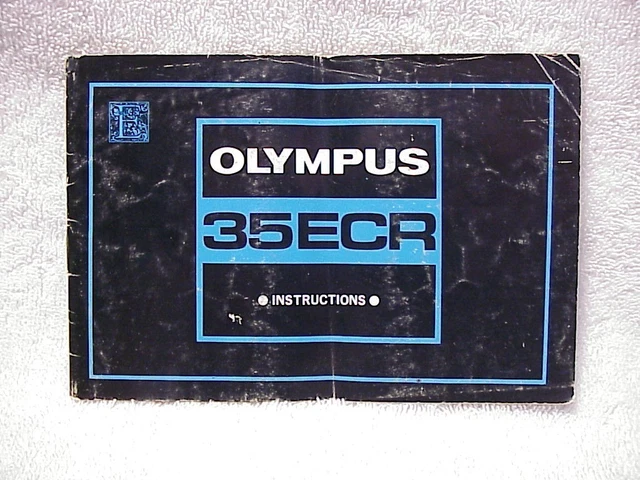 E
OLYMPUS
35ECR
● INSTRUCTIONS ●